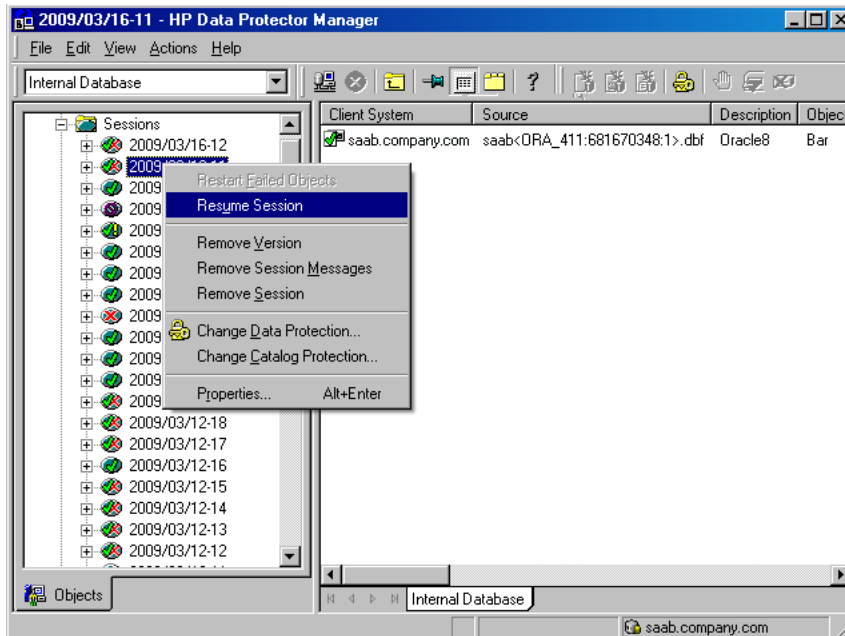 2009/03/16-11 - HP Data Protector Manager
File Edit View Actions Help
Internal Database
Sessions
2009/03/16-12
2009
2009
2009
2009
2009
2009
2009
2009
2009
2009
2009
2009
2009/03/12-18
2009/03/12-17
2009/03/12-16
2009/03/12-15
2009/03/12-14
2009/03/12-13
2009/03/12-12
Restart Failed Objects
Resume Session
Remove Version
Remove Session Messages
Remove Session
Change Data Protection...
Change Catalog Protection...
Properties... Alt+Enter
Objects
Client System Source Description Objec
saab.company.com saab<ORA_411:681670348:1>.dbf Oracle8 Bar
Internal Database
saab.company.com